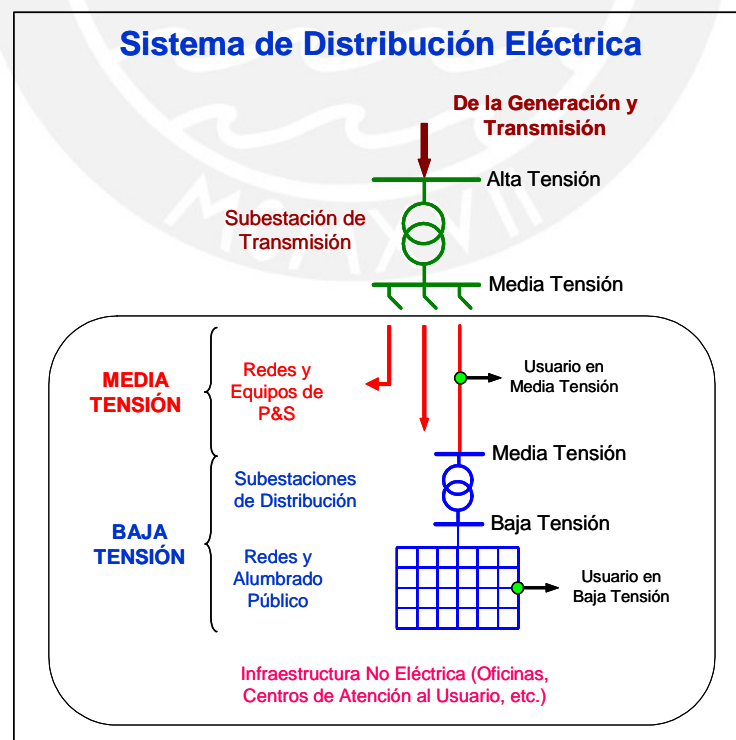 Sistema de Distribución Eléctrica
De la Generación y
Transmisión
Alta Tensión
Subestación de
Transmisión
Media Tensión
MEDIA
TENSIÓN
Redes y
Equipos de
P&S
Usuario en
Media Tensión
Media Tensión
Subestaciones
de Distribución
Baja Tensión
BAJA
TENSIÓN
Redes y
Alumbrado
Público
Usuario en
Baja Tensión
Infraestructura No Eléctrica (Oficinas,
Centros de Atención al Usuario, etc.)